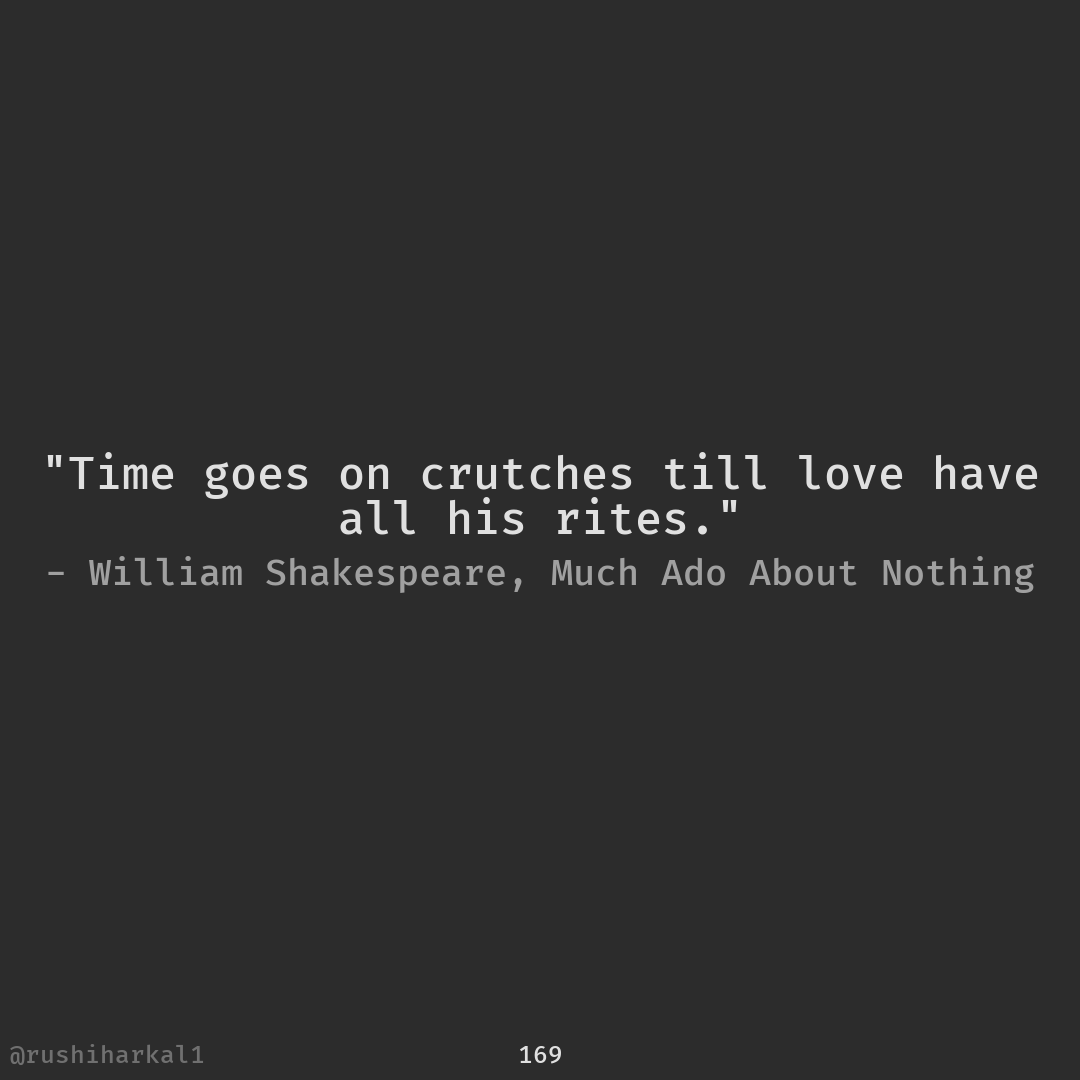 "Time goes on crutches till love have
all his rites."
– William Shakespeare, Much Ado About Nothing
@rushiharkal1
169